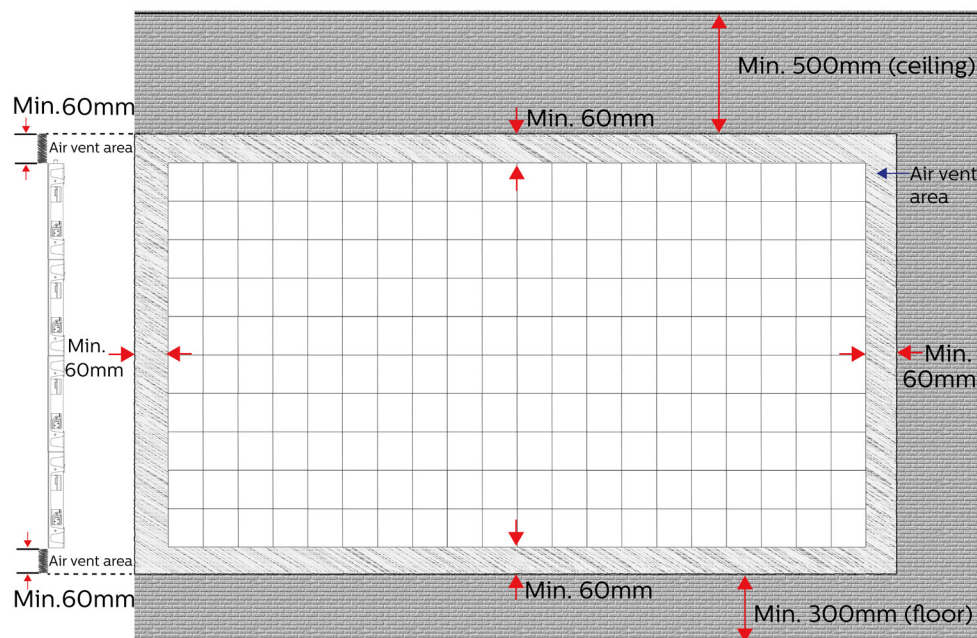 Min. 500mm (ceiling)
Min.60mm
Min. 60mm
Air vent area
Air vent
area
Min.
60mm
Min.
60mm
Air vent area
Min.60mm
Min. 60mm
Min. 300mm (floor)